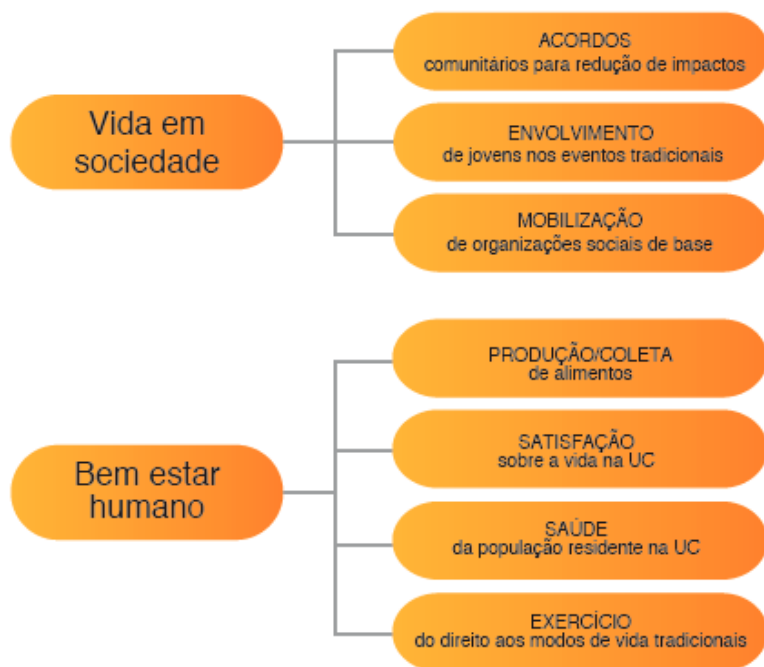 Vida em
sociedade
ACORDOS
comunitários para redução de impactos
ENVOLVIMENTO
de jovens nos eventos tradicionais
MOBILIZAÇÃO
de organizações sociais de base
Bem estar
humano
PRODUÇÃO/COLETA
de alimentos
SATISFAÇÃO
sobre a vida na UC
SAÚDE
da população residente na UC
EXERCÍCIO
do direito aos modos de vida tradicionais